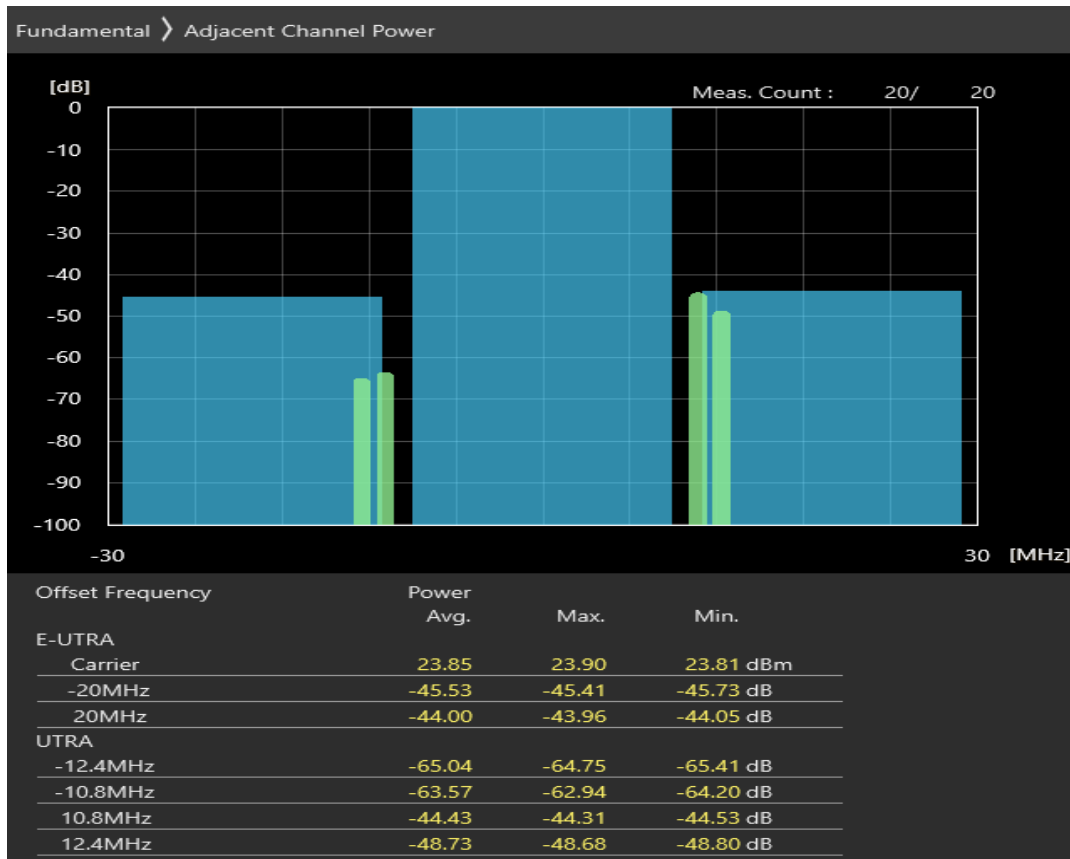 Fundamental ❯ Adjacent Channel Power
[dB]
Meas. Count : 20/ 20
0
-10
-20
-30
-40
-50
-60
-70
-80
-90
-100
-30 30 [MHz]
Offset Frequency Power
Avg. Max. Min.
E-UTRA
Carrier 23.85 23.90 23.81 dBm
-20MHz -45.53 -45.41 -45.73 dB
20MHz -44.00 -43.96 -44.05 dB
UTRA
-12.4MHz -65.04 -64.75 -65.41 dB
-10.8MHz -63.57 -62.94 -64.20 dB
10.8MHz -44.43 -44.31 -44.53 dB
12.4MHz -48.73 -48.68 -48.80 dB